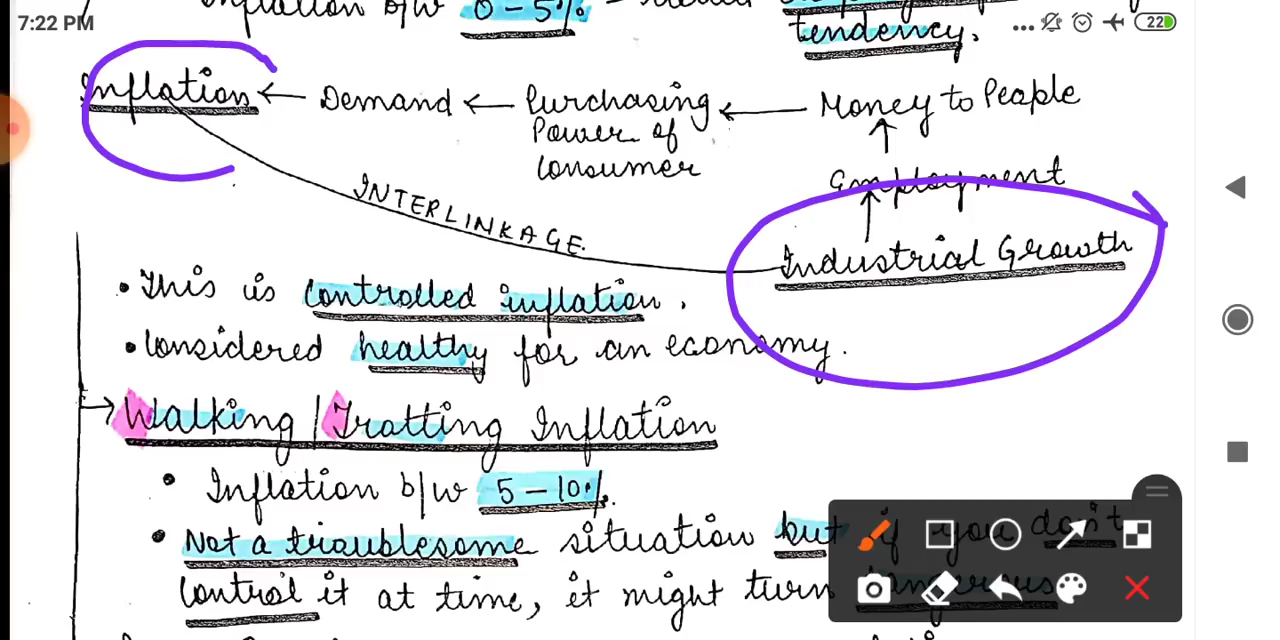 7:22 PM
22
Inflation b/w 0 – 5%
tendency.
Inflation ← Demand ← Purchasing Power of Consumer ← Money to People
Employment
INTERLINKAGE
Industrial Growth
• This is controlled inflation.
• Considered healthy for an economy.
→ Walking / Trotting Inflation
• Inflation b/w 5 – 10%.
• Not a troublesome situation but if you don't
control it at time, it might turn dangerous